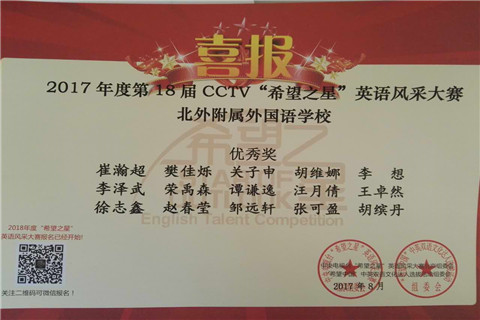 喜报
2017年度第18届CCTV“希望之星”英语风采大赛
北外附属外国语学校
优秀奖
崔瀚超 樊佳烁 关子申 胡维娜 李想
李泽武 荣禹森 谭谦逸 汪月倩 王卓然
徐志鑫 赵春莹 邹远轩 张可盈 胡缤丹
English Talent Competition
2018年度“希望之星”
英语风采大赛报名已经开始!
关注二维码可微信报名!
2017年8月
组委会